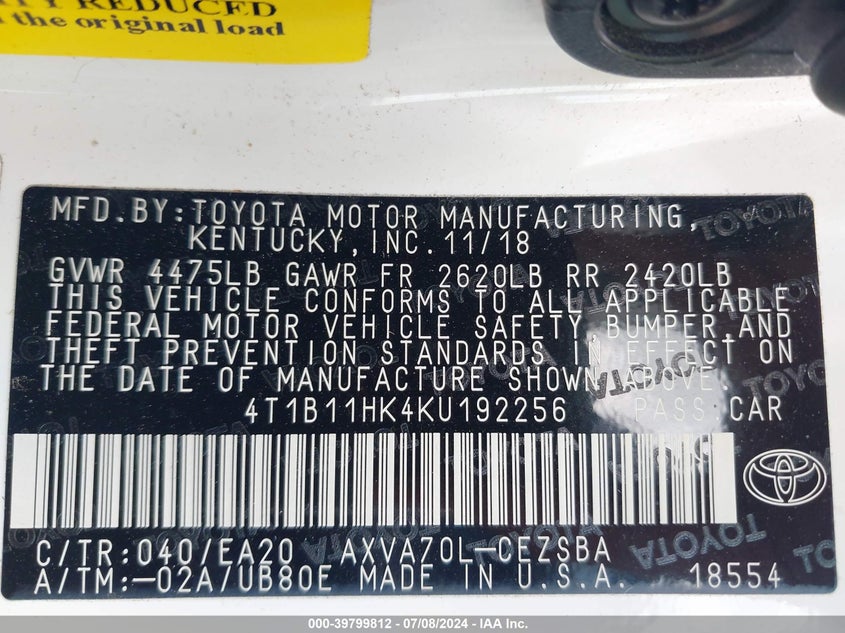 ITY REDUCED
the original load
MFD.BY:TOYOTA MOTOR MANUFACTURING,
KENTUCKY,INC.11/18
GVWR 4475LB GAWR FR 2620LB RR 2420LB
THIS VEHICLE CONFORMS TO ALL APPLICABLE
FEDERAL MOTOR VEHICLE SAFETY,BUMPER AND
THEFT PREVENTION STANDARDS IN EFFECT ON
THE DATE OF MANUFACTURE SHOWN ABOVE.
4T1B11HK4KU192256 PASS.CAR
C/TR:040/EA20 AXVA70L-CEZSBA
A/TM:-02A/UB80E MADE IN U.S.A. 18554
TOYOTA
000-39799812 / 07/08/2024 - IAA Inc.